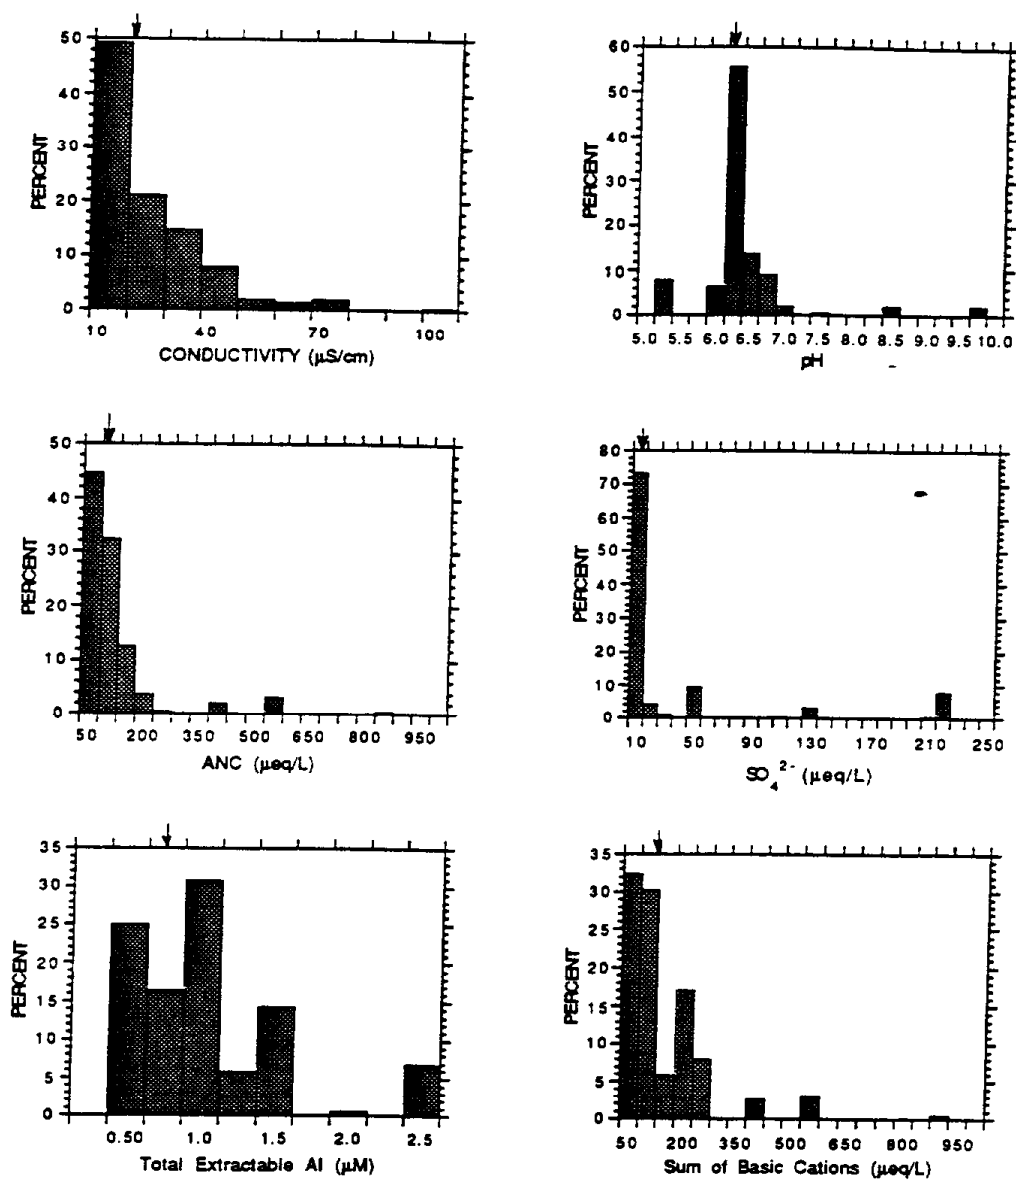 50
40
30
20
10
0
PERCENT
10 40 70 100
CONDUCTIVITY (µS/cm)
60
50
40
30
20
10
0
PERCENT
5.0 5.5 6.0 6.5 7.0 7.5 8.0 8.5 9.0 9.5 10.0
pH
50
40
30
20
10
0
PERCENT
50 200 350 500 650 800 950
ANC (µeq/L)
80
70
60
50
40
30
20
10
0
PERCENT
10 50 90 130 170 210 250
SO₄²⁻ (µeq/L)
35
30
25
20
15
10
5
0
PERCENT
0.50 1.0 1.5 2.0 2.5
Total Extractable Al (µM)
35
30
25
20
15
10
5
0
PERCENT
50 200 350 500 650 800 950
Sum of Basic Cations (µeq/L)